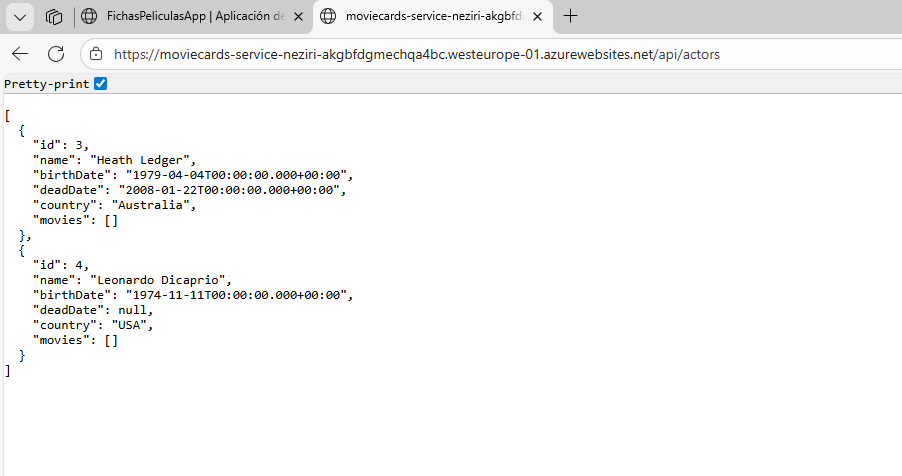 FichasPeliculasApp | Aplicación de
moviecards-service-neziri-akgbfd
https://moviecards-service-neziri-akgbfdgmechqa4bc.westeurope-01.azurewebsites.net/api/actors
Pretty-print
[
  {
    "id": 3,
    "name": "Heath Ledger",
    "birthDate": "1979-04-04T00:00:00.000+00:00",
    "deadDate": "2008-01-22T00:00:00.000+00:00",
    "country": "Australia",
    "movies": []
  },
  {
    "id": 4,
    "name": "Leonardo Dicaprio",
    "birthDate": "1974-11-11T00:00:00.000+00:00",
    "deadDate": null,
    "country": "USA",
    "movies": []
  }
]